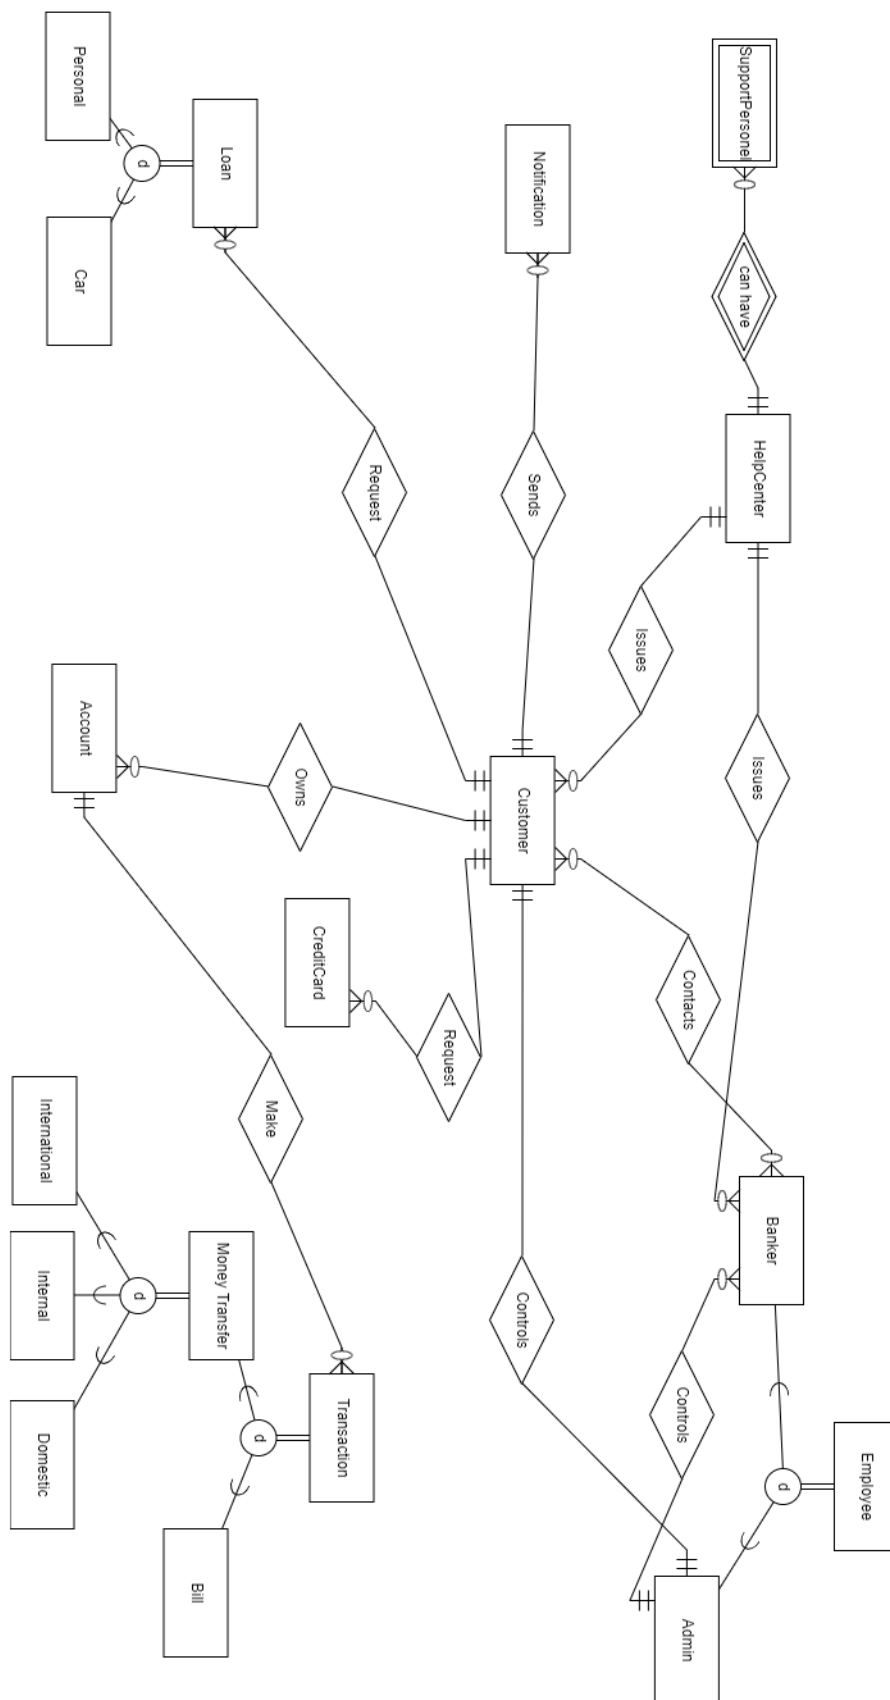 SupportPersonel
can have
HelpCenter
Issues
Issues
Notification
Sends
Personal
d
Loan
Car
Request
Customer
Account
Owns
CreditCard
Request
Contacts
Banker
Controls
Controls
Employee
d
Admin
Make
Transaction
d
Money Transfer
Bill
International
Internal
d
Domestic